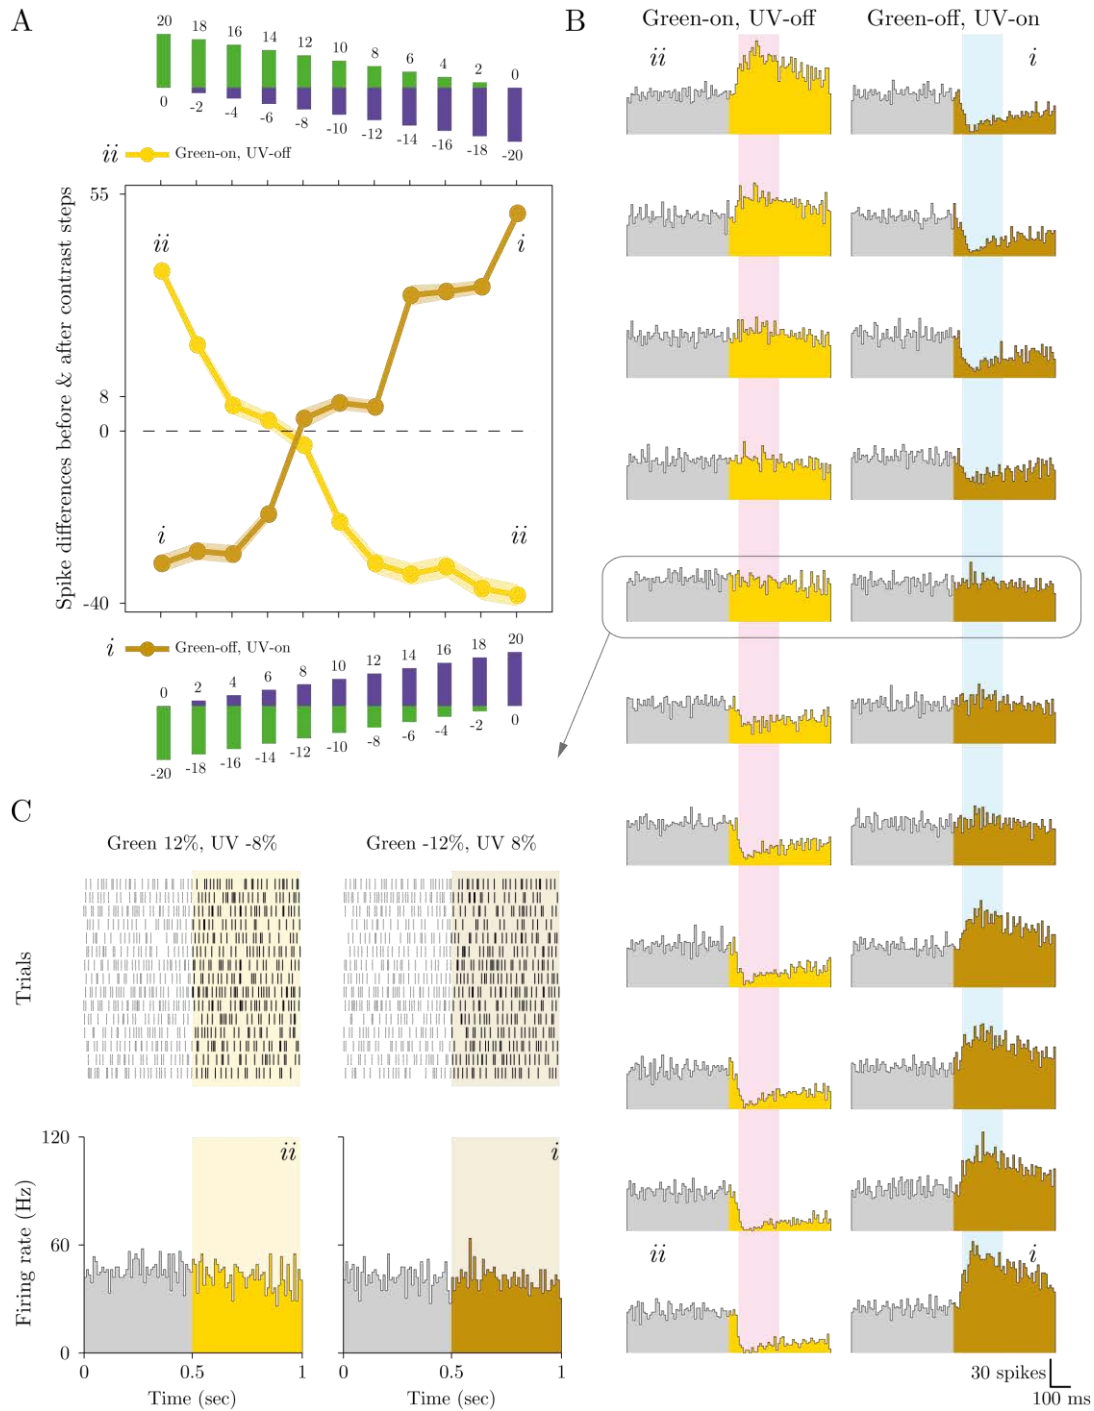 A
20 18 16 14 12 10 8 6 4 2 0
0 -2 -4 -6 -8 -10 -12 -14 -16 -18 -20
ii Green-on, UV-off
Spike differences before & after contrast steps
55
8
0
-40
ii
i
i
ii
i Green-off, UV-on
0 2 4 6 8 10 12 14 16 18 20
-20 -18 -16 -14 -12 -10 -8 -6 -4 -2 0
B
Green-on, UV-off
Green-off, UV-on
ii
i
ii
i
30 spikes
100 ms
C
Green 12%, UV -8%
Green -12%, UV 8%
Trials
Firing rate (Hz)
120
60
0
ii
i
0 0.5 1
0 0.5 1
Time (sec)
Time (sec)